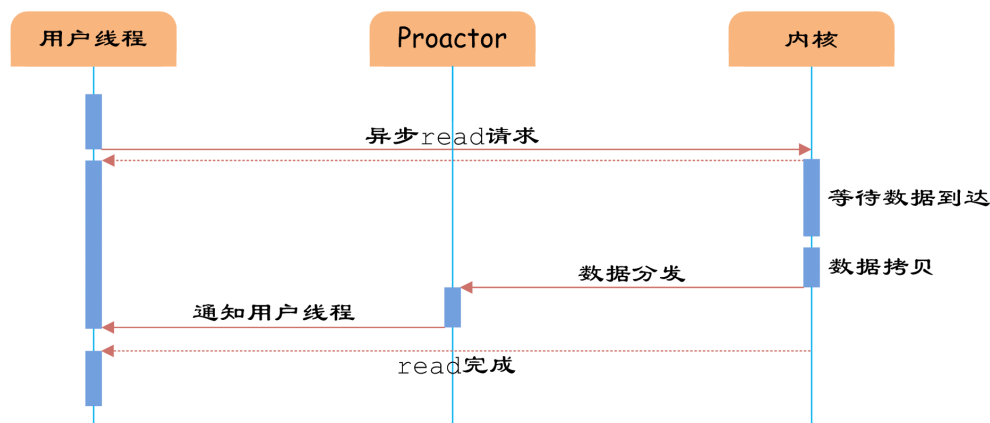 用户线程
Proactor
内核
异步read请求
等待数据到达
数据拷贝
数据分发
通知用户线程
read完成